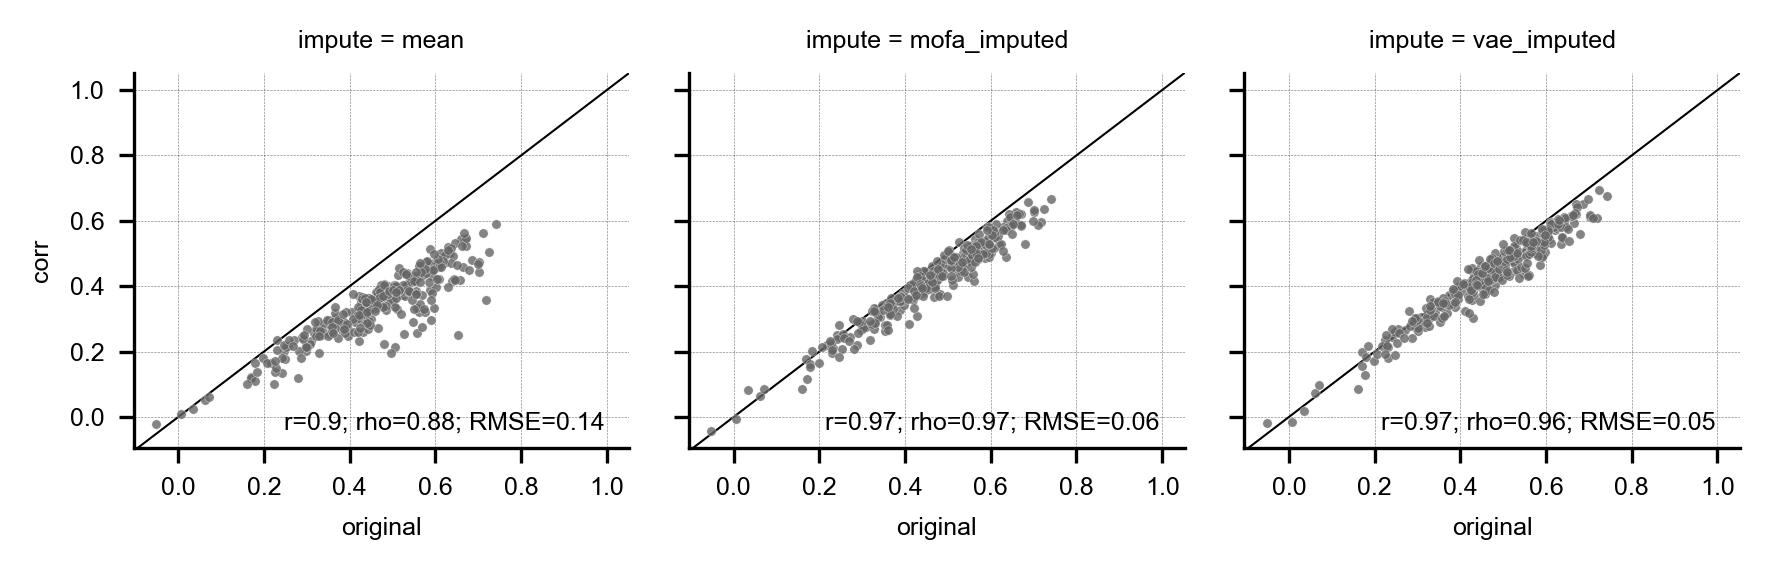 impute = mean
impute = mofa_imputed
impute = vae_imputed
corr
1.0
0.8
0.6
0.4
0.2
0.0
r=0.9; rho=0.88; RMSE=0.14
r=0.97; rho=0.97; RMSE=0.06
r=0.97; rho=0.96; RMSE=0.05
0.0 0.2 0.4 0.6 0.8 1.0
0.0 0.2 0.4 0.6 0.8 1.0
0.0 0.2 0.4 0.6 0.8 1.0
original
original
original